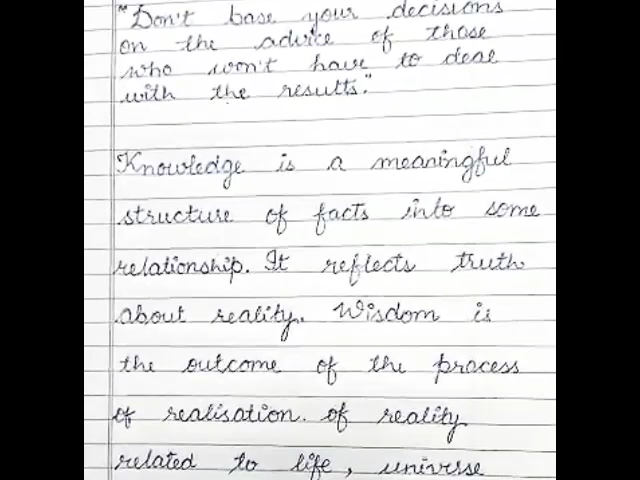 "Don't base your decisions
on the advice of those
who won't have to deal
with the results."
Knowledge is a meaningful
structure of facts into some
relationship. It reflects truth
about reality. Wisdom is
the outcome of the process
of realisation. of reality
related to life, universe